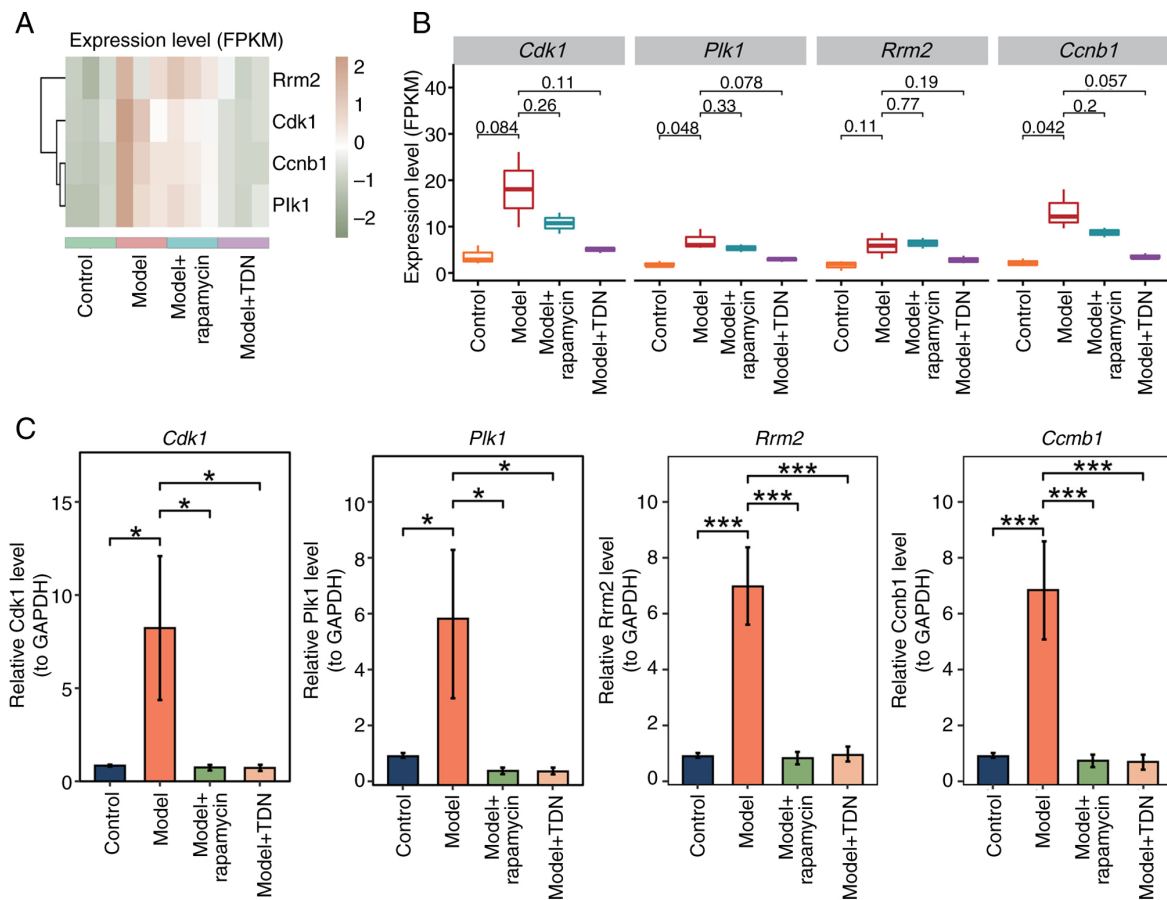 A
Expression level (FPKM)
Rrm2
Cdk1
Ccnb1
Plk1
2
1
0
−1
−2
Control
Model
Model+
rapamycin
Model+TDN
B
Cdk1
Plk1
Rrm2
Ccnb1
Expression level (FPKM)
40
30
20
10
0
0.11
0.26
0.084
0.078
0.33
0.048
0.19
0.77
0.11
0.057
0.2
0.042
Control
Model
Model+
rapamycin
Model+TDN
Control
Model
Model+
rapamycin
Model+TDN
Control
Model
Model+
rapamycin
Model+TDN
Control
Model
Model+
rapamycin
Model+TDN
C
Cdk1
Relative Cdk1 level
(to GAPDH)
15
10
5
0
*
*
*
Control
Model
Model+
rapamycin
Model+TDN
Plk1
Relative Plk1 level
(to GAPDH)
10
8
6
4
2
0
*
*
*
Control
Model
Model+
rapamycin
Model+TDN
Rrm2
Relative Rrm2 level
(to GAPDH)
10
8
6
4
2
0
***
***
***
Control
Model
Model+
rapamycin
Model+TDN
Ccmb1
Relative Ccnb1 level
(to GAPDH)
10
8
6
4
2
0
***
***
***
Control
Model
Model+
rapamycin
Model+TDN